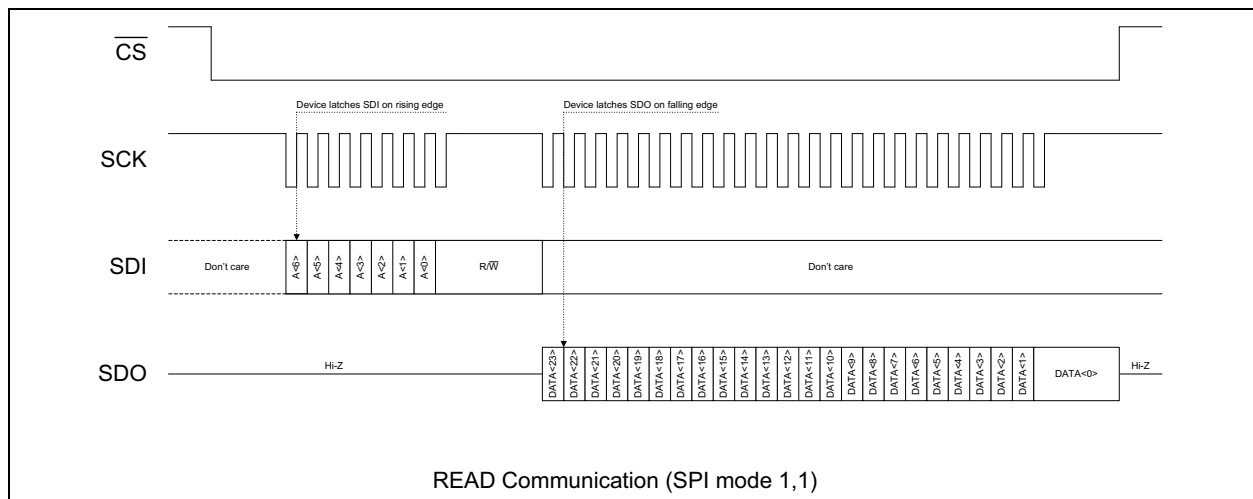 CS
Device latches SDI on rising edge
Device latches SDO on falling edge
SCK
SDI
Don't care
A<6>
A<5>
A<4>
A<3>
A<2>
A<1>
A<0>
R/W
Don't care
SDO
Hi-Z
DATA<23>
DATA<22>
DATA<21>
DATA<20>
DATA<19>
DATA<18>
DATA<17>
DATA<16>
DATA<15>
DATA<14>
DATA<13>
DATA<12>
DATA<11>
DATA<10>
DATA<9>
DATA<8>
DATA<7>
DATA<6>
DATA<5>
DATA<4>
DATA<3>
DATA<2>
DATA<1>
DATA<0>
Hi-Z
READ Communication (SPI mode 1,1)